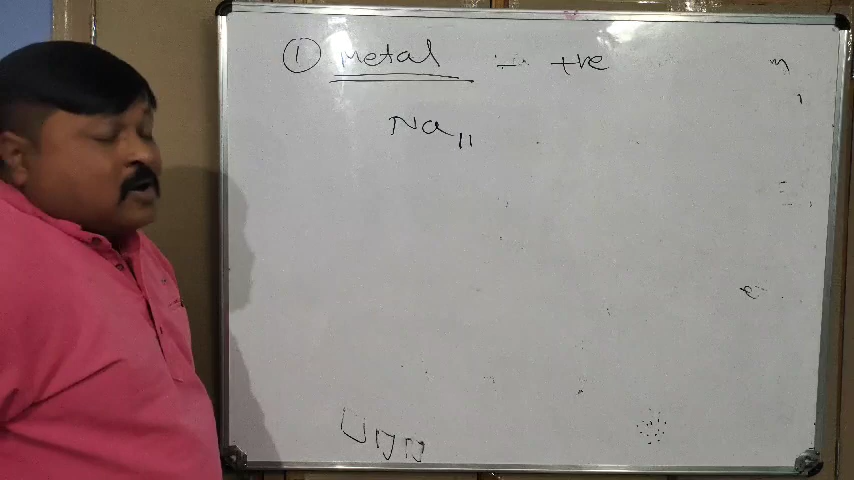 ① Metal - +ve
Na₁₁
e⁻